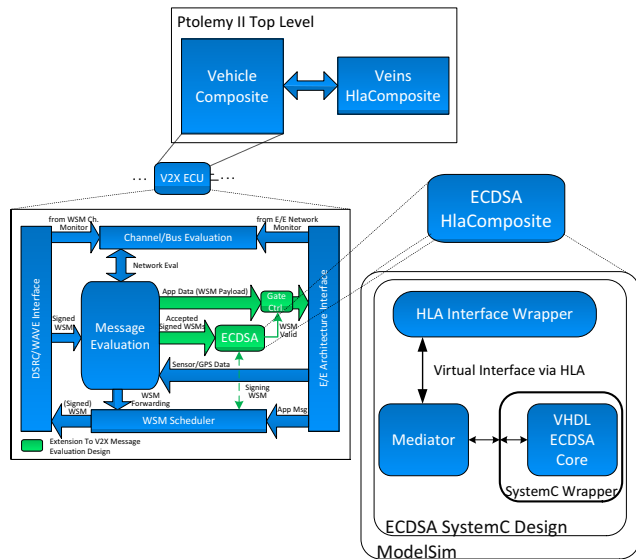 Ptolemy II Top Level
Vehicle
Composite
Veins
HlaComposite
V2X ECU
ECDSA
HlaComposite
from WSM Ch.
Monitor
from E/E Network
Monitor
Channel/Bus Evaluation
Network Eval
DSRC/WAVE Interface
E/E Architecture Interface
App Data (WSM Payload)
Gate
Ctrl
Signed
WSM
Message
Evaluation
Accepted
Signed WSMs
ECDSA
WSM
Valid
Sensor/GPS Data
WSM
Forwarding
Signing
WSM
(Signed)
WSM
WSM Scheduler
App Msg
Extension To V2X Message
Evaluation Design
HLA Interface Wrapper
Virtual Interface via HLA
Mediator
VHDL
ECDSA
Core
SystemC Wrapper
ECDSA SystemC Design
ModelSim